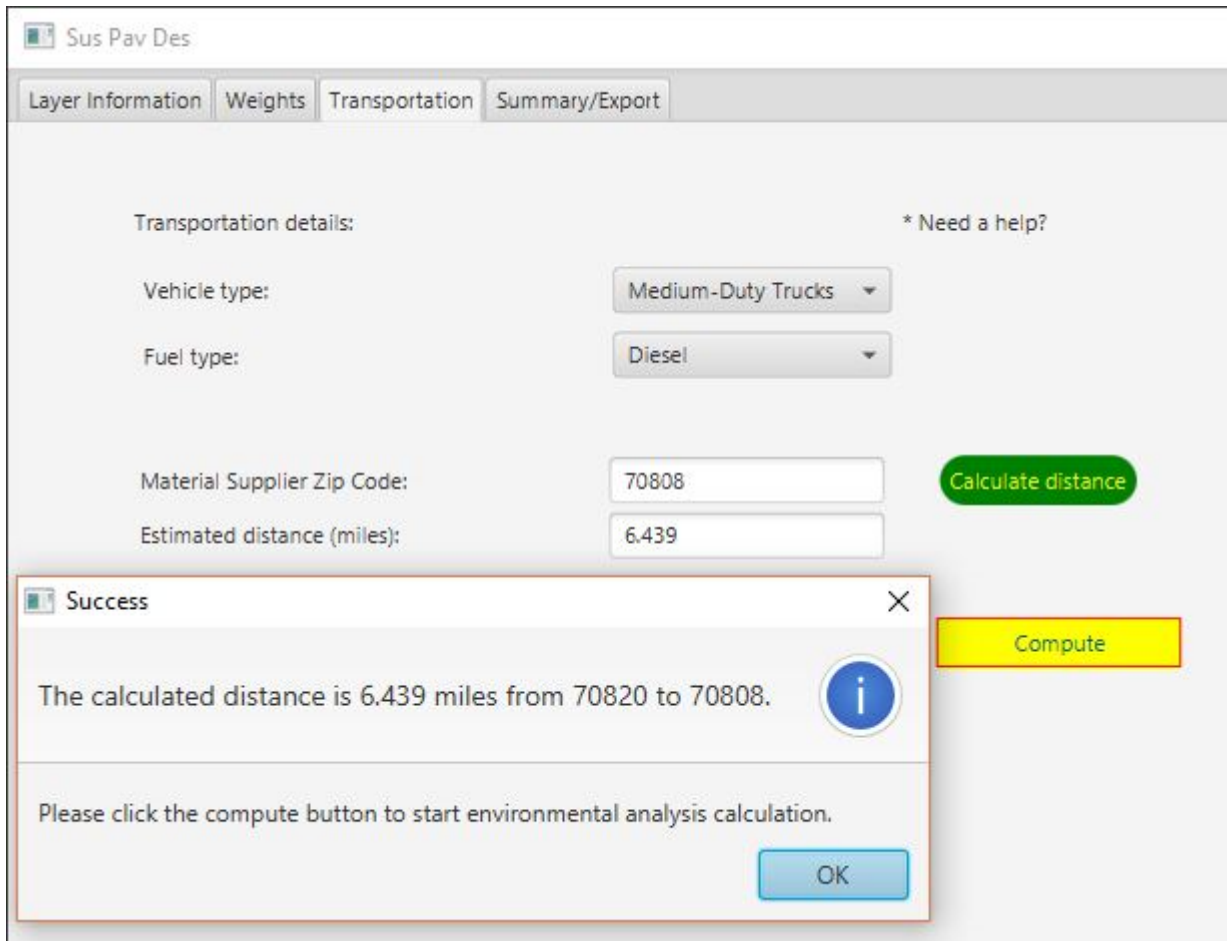 Sus Pav Des
Layer Information Weights Transportation Summary/Export
Transportation details: * Need a help?
Vehicle type: Medium-Duty Trucks
Fuel type: Diesel
Material Supplier Zip Code: 70808 Calculate distance
Estimated distance (miles): 6.439
Success
Compute
The calculated distance is 6.439 miles from 70820 to 70808.
i
Please click the compute button to start environmental analysis calculation.
OK